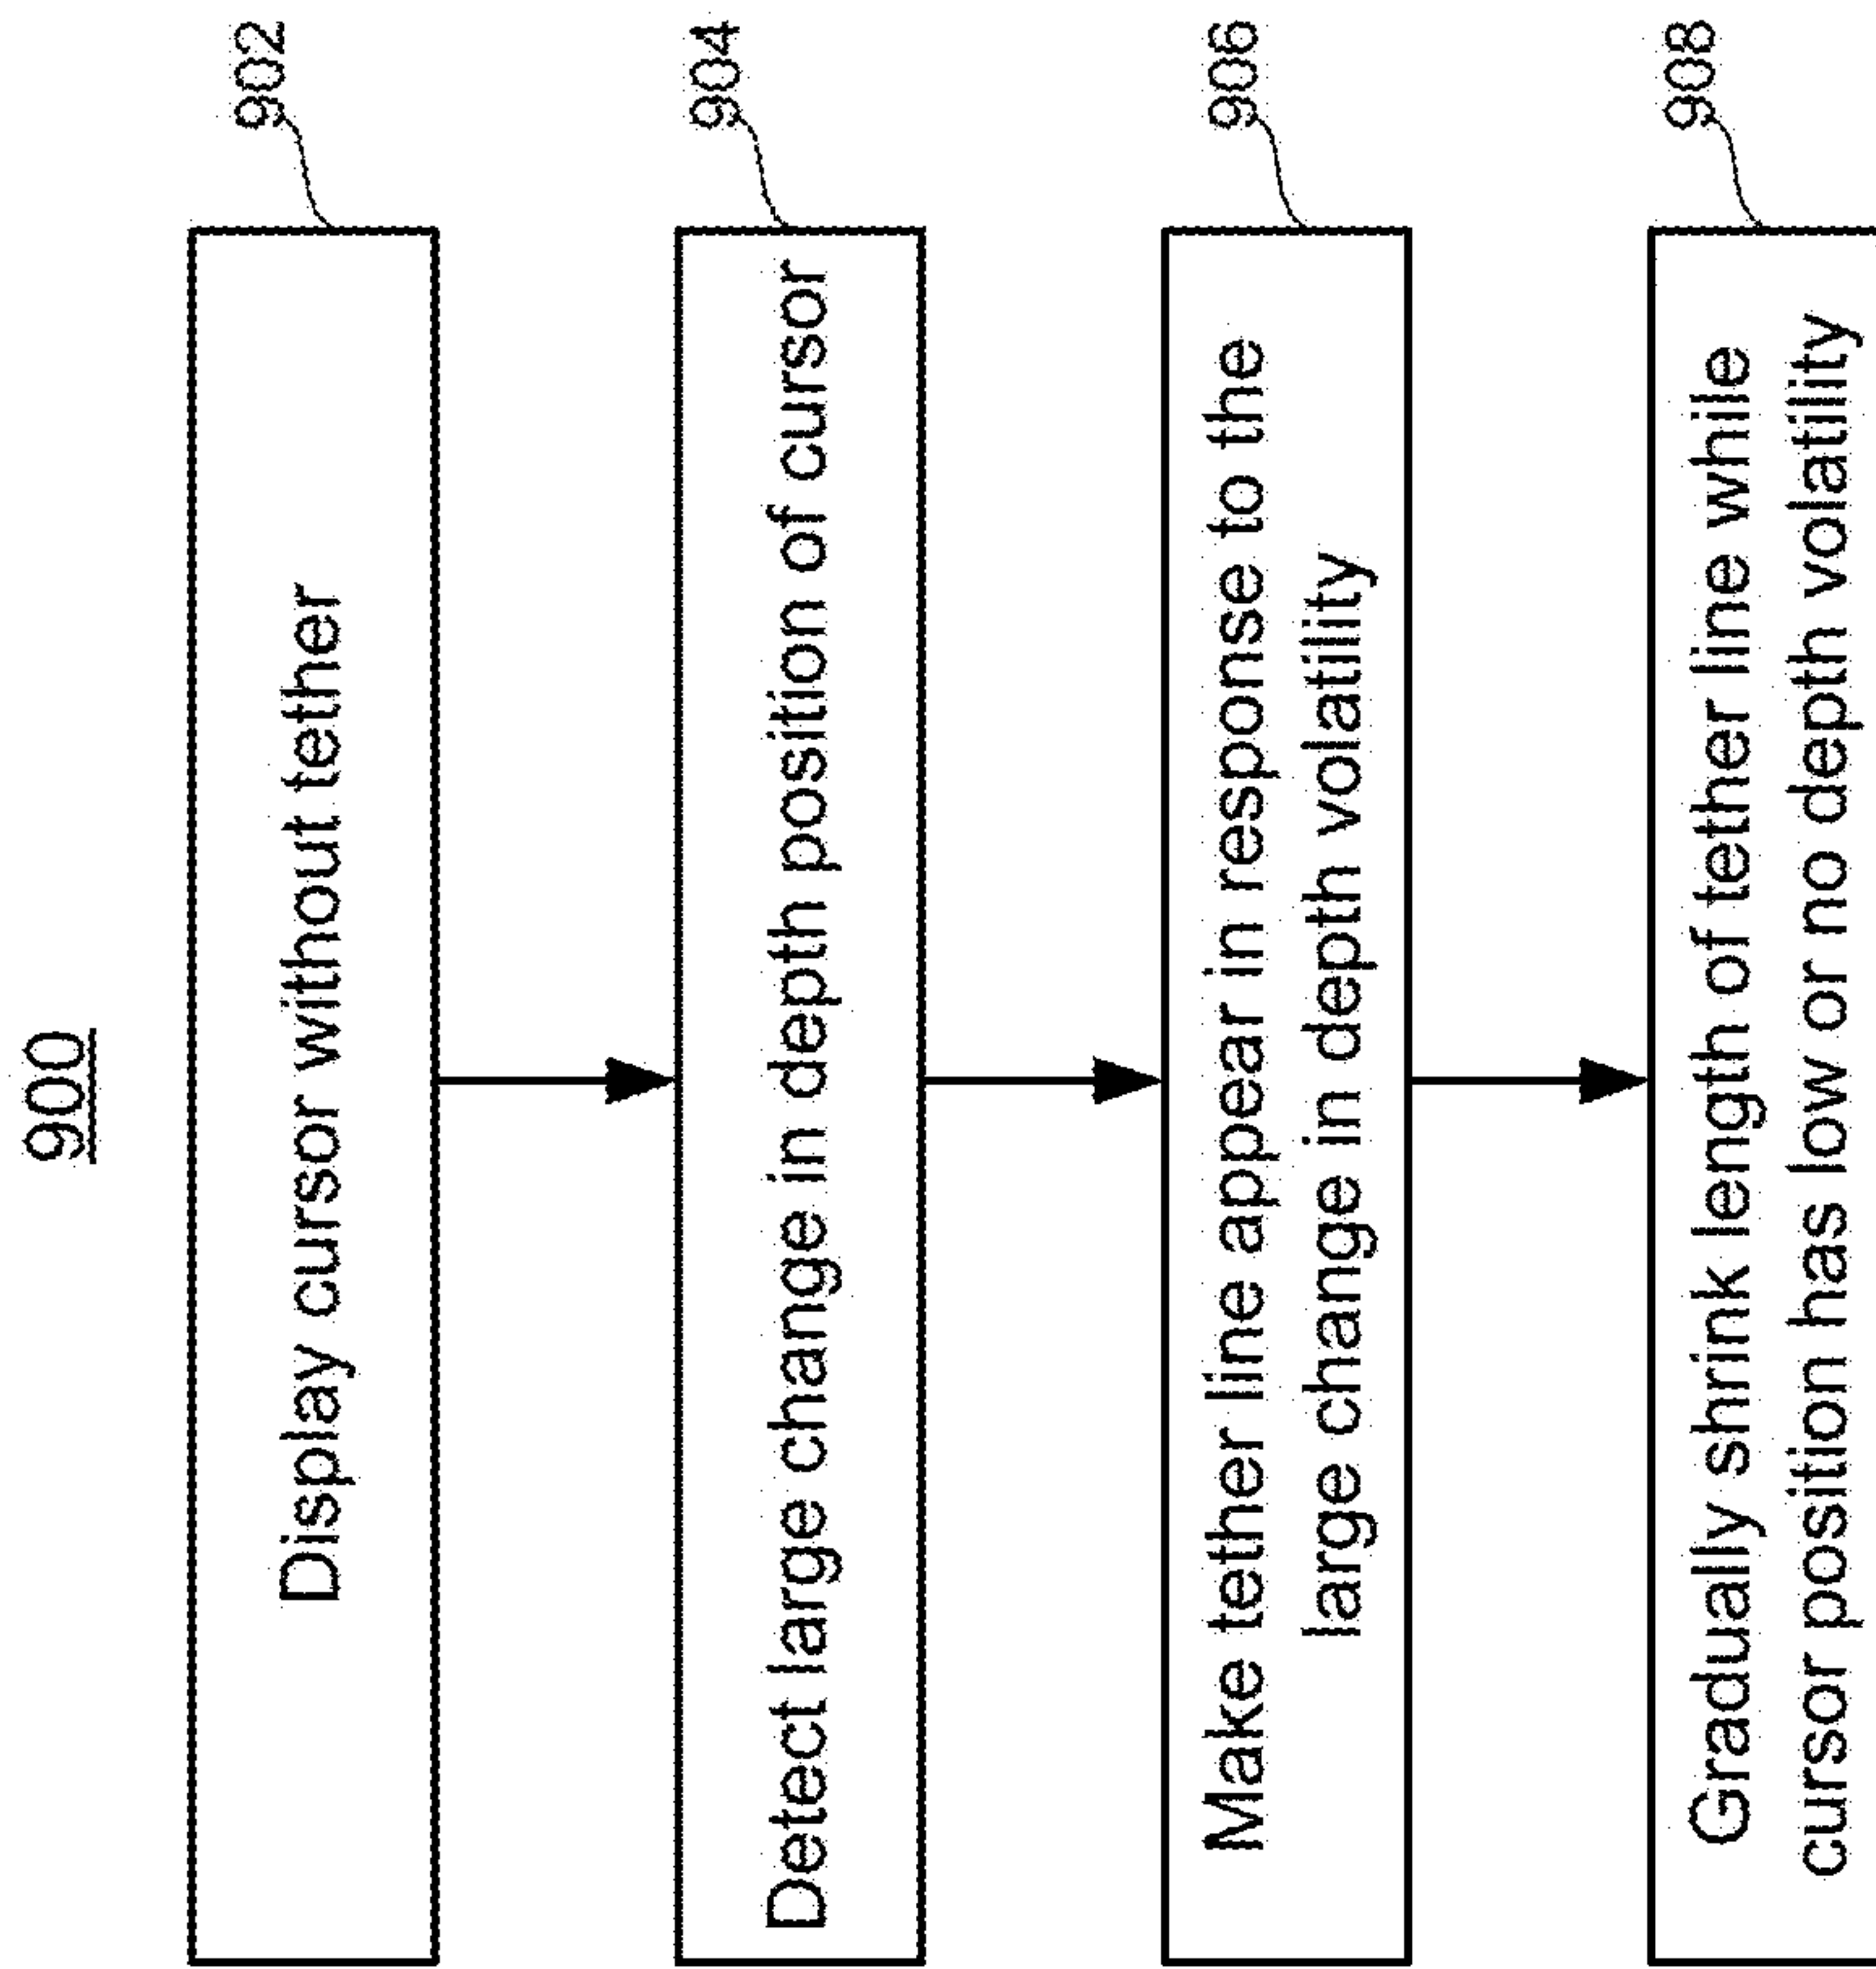 900
Display cursor without tether
902
Detect large change in depth position of cursor
904
Make tether line appear in response to the
large change in depth volatility
906
Gradually shrink length of tether line while
cursor position has low or no depth volatility
908